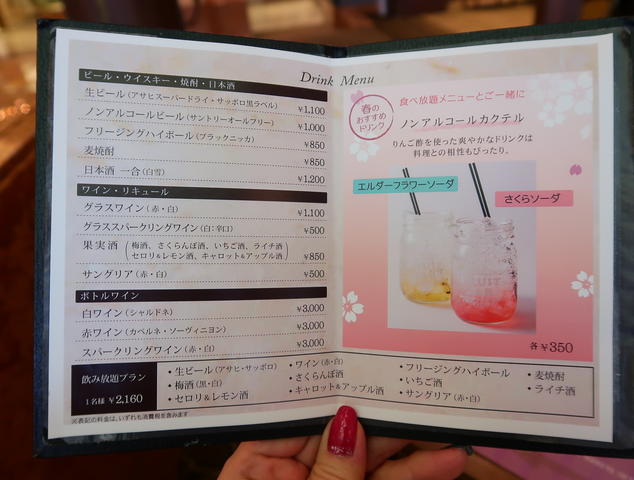 Drink Menu
ビール・ウイスキー・焼酎・日本酒
生ビール(アサヒスーパードライ・サッポロ黒ラベル)
¥1,100
ノンアルコールビール(サントリーオールフリー)
¥1,000
フリージングハイボール(ブラックニッカ)
¥850
麦焼酎
¥850
日本酒 一合(白雪)
¥1,200
ワイン・リキュール
グラスワイン(赤・白)
¥1,100
グラススパークリングワイン(白:辛口)
¥500
果実酒(梅酒、さくらんぼ酒、いちご酒、ライチ酒
セロリ&レモン酒、キャロット&アップル酒)
¥850
サングリア(赤・白)
¥500
ボトルワイン
白ワイン(シャルドネ)
¥3,000
赤ワイン(カベルネ・ソーヴィニヨン)
¥3,000
スパークリングワイン(赤・白)
¥3,000
春の
おすすめ
ドリンク
食べ放題メニューとご一緒に
ノンアルコールカクテル
りんご酢を使った爽やかなドリンクは
料理との相性もぴったり。
エルダーフラワーソーダ
さくらソーダ
各¥350
飲み放題プラン
1名様 ¥2,160
・生ビール(アサヒ・サッポロ)
・梅酒(黒・白)
・セロリ&レモン酒
・ワイン(赤・白)
・さくらんぼ酒
・キャロット&アップル酒
・フリージングハイボール
・いちご酒
・サングリア(赤・白)
・麦焼酎
・ライチ酒
※表記の料金は、いずれも消費税を含みます